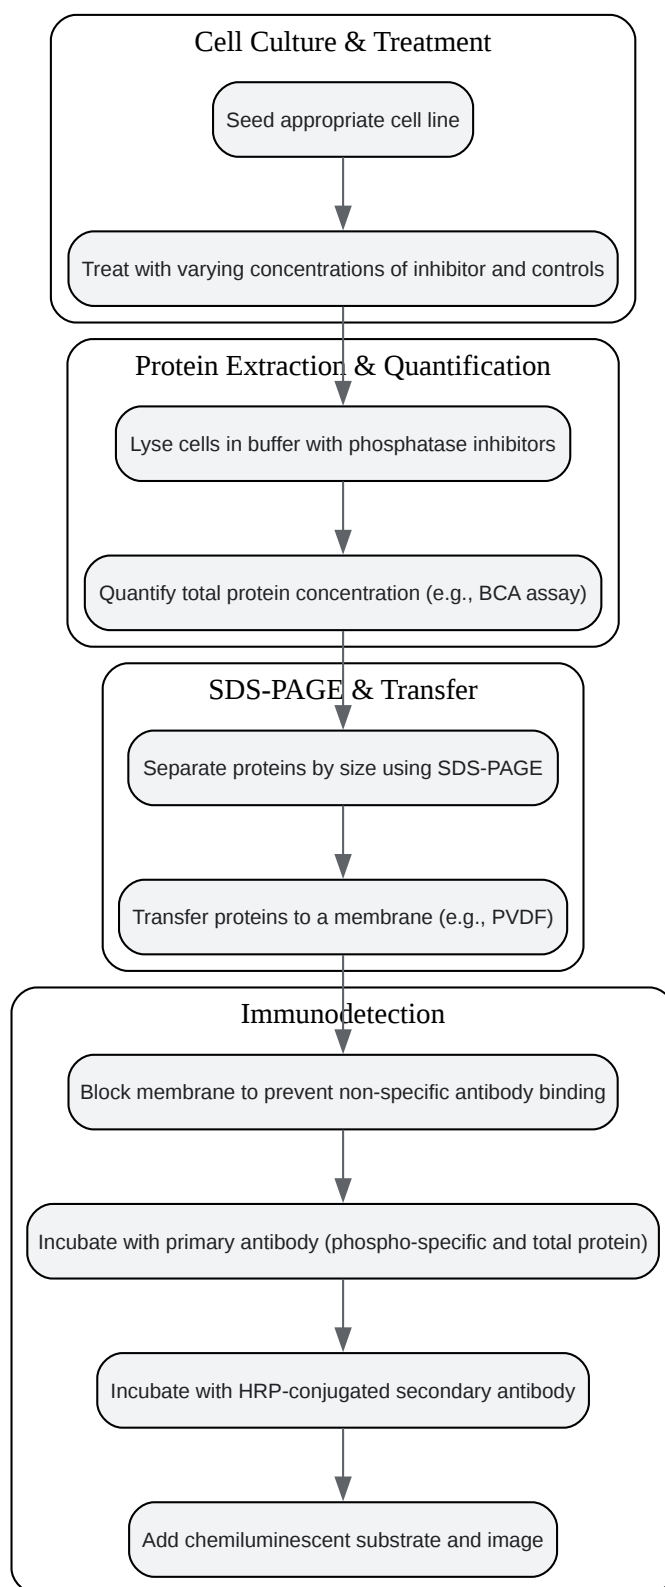 Cell Culture & Treatment
Seed appropriate cell line
Treat with varying concentrations of inhibitor and controls
Protein Extraction & Quantification
Lyse cells in buffer with phosphatase inhibitors
Quantify total protein concentration (e.g., BCA assay)
SDS-PAGE & Transfer
Separate proteins by size using SDS-PAGE
Transfer proteins to a membrane (e.g., PVDF)
Immunodetection
Block membrane to prevent non-specific antibody binding
Incubate with primary antibody (phospho-specific and total protein)
Incubate with HRP-conjugated secondary antibody
Add chemiluminescent substrate and image